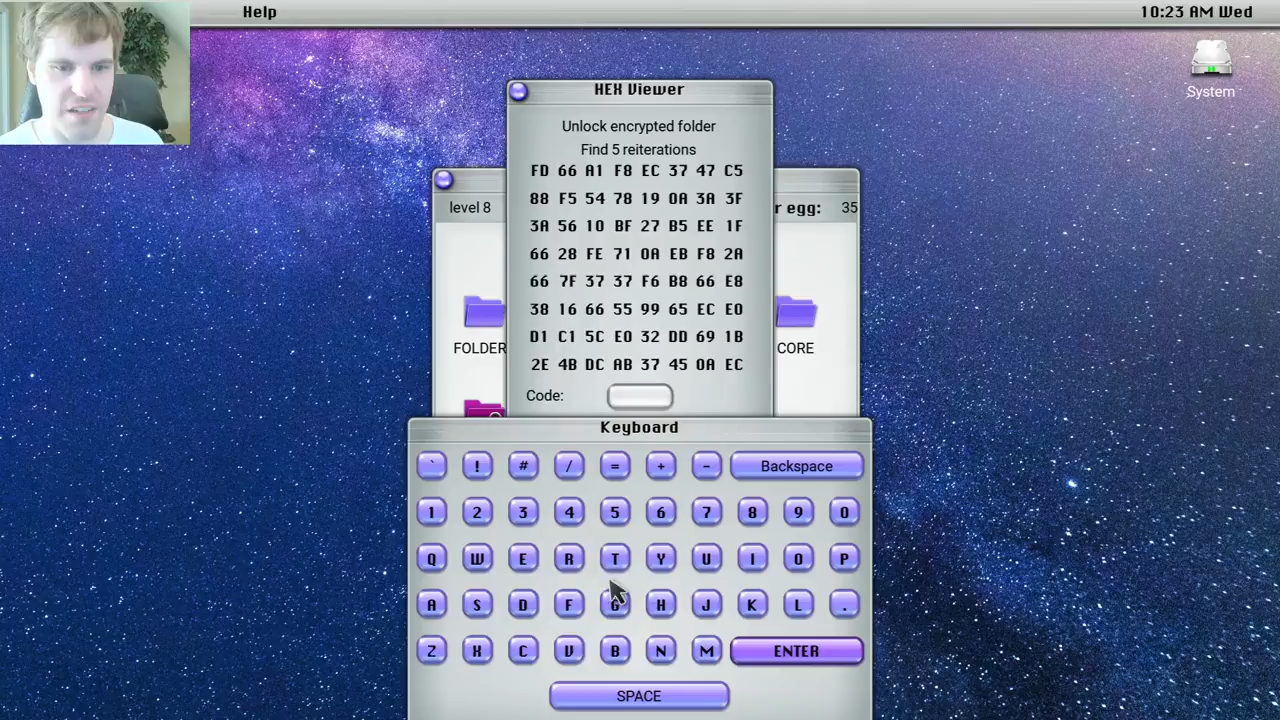 Help
10:23 AM Wed
System
HEX Viewer
Unlock encrypted folder
Find 5 reiterations
FD 66 A1 F8 EC 37 47 C5
88 F5 54 78 19 0A 3A 3F
3A 56 10 BF 27 B5 EE 1F
66 28 FE 71 0A EB F8 2A
66 7F 37 37 F6 B8 66 E8
38 16 66 55 99 65 EC E0
D1 C1 5C E0 32 DD 69 1B
2E 4B DC AB 37 45 0A EC
Code:
level 8
r egg: 35
FOLDER
CORE
Keyboard
` ! # / = + - Backspace
1 2 3 4 5 6 7 8 9 0
Q W E R T Y U I O P
A S D F G H J K L .
Z X C V B N M ENTER
SPACE